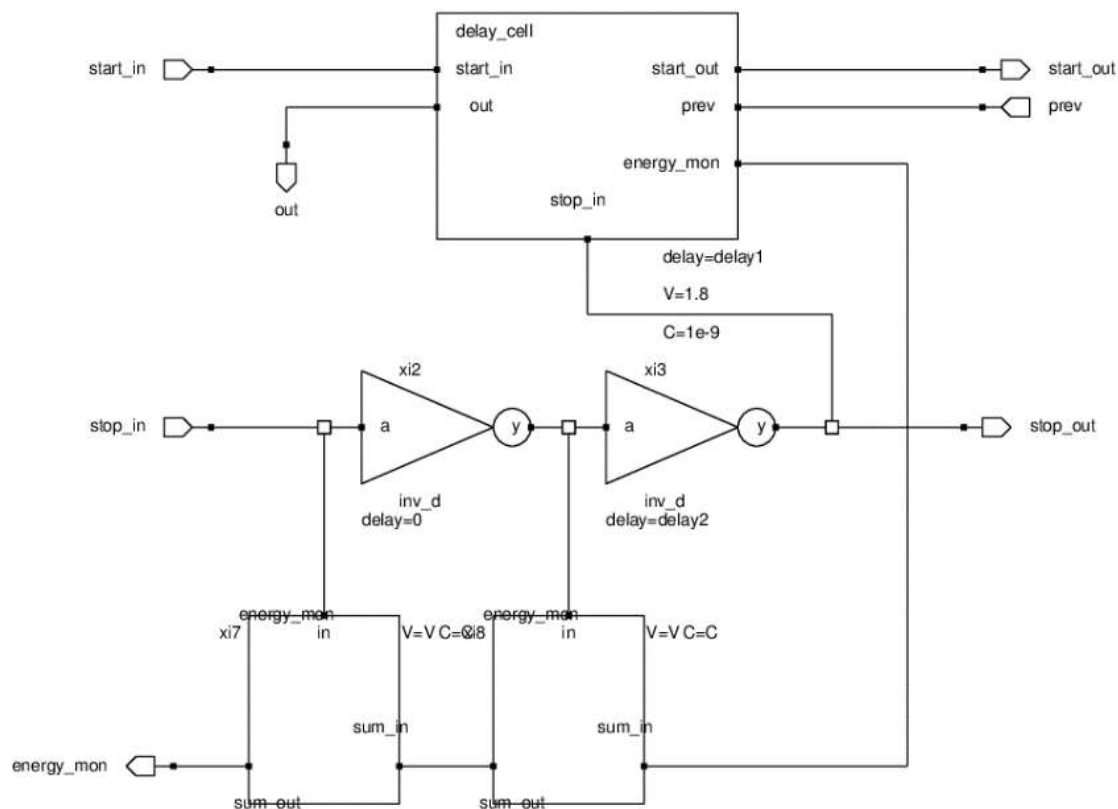 delay_cell
start_in
start_in
start_out
start_out
out
prev
prev
energy_mon
stop_in
out
delay=delay1
V=1.8
C=1e-9
xi2
xi3
stop_in
a
y
a
y
stop_out
inv_d
inv_d
delay=0
delay=delay2
energy_mon
energy_mon
xi7
in
V=V C=C
xi8
in
V=V C=C
sum_in
sum_in
energy_mon
sum_out
sum_out